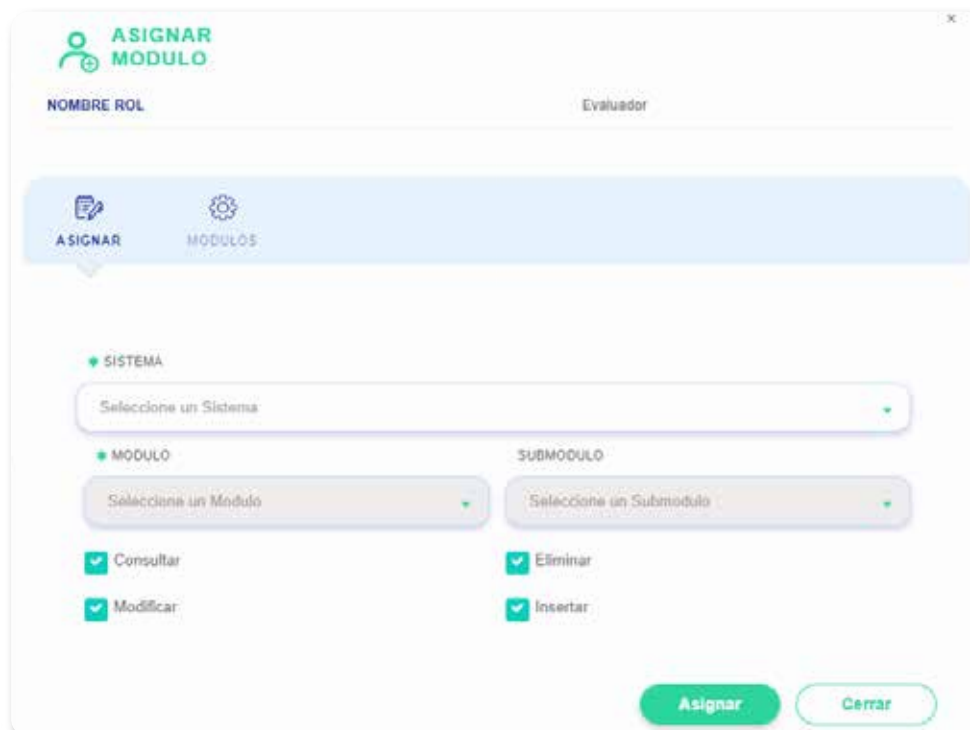 ×
ASIGNAR
MODULO
NOMBRE ROL Evaluador
ASIGNAR MODULOS
* SISTEMA
Seleccione un Sistema
* MODULO SUBMODULO
Seleccione un Modulo Seleccione un Submodulo
Consultar Eliminar
Modificar Insertar
Asignar Cerrar